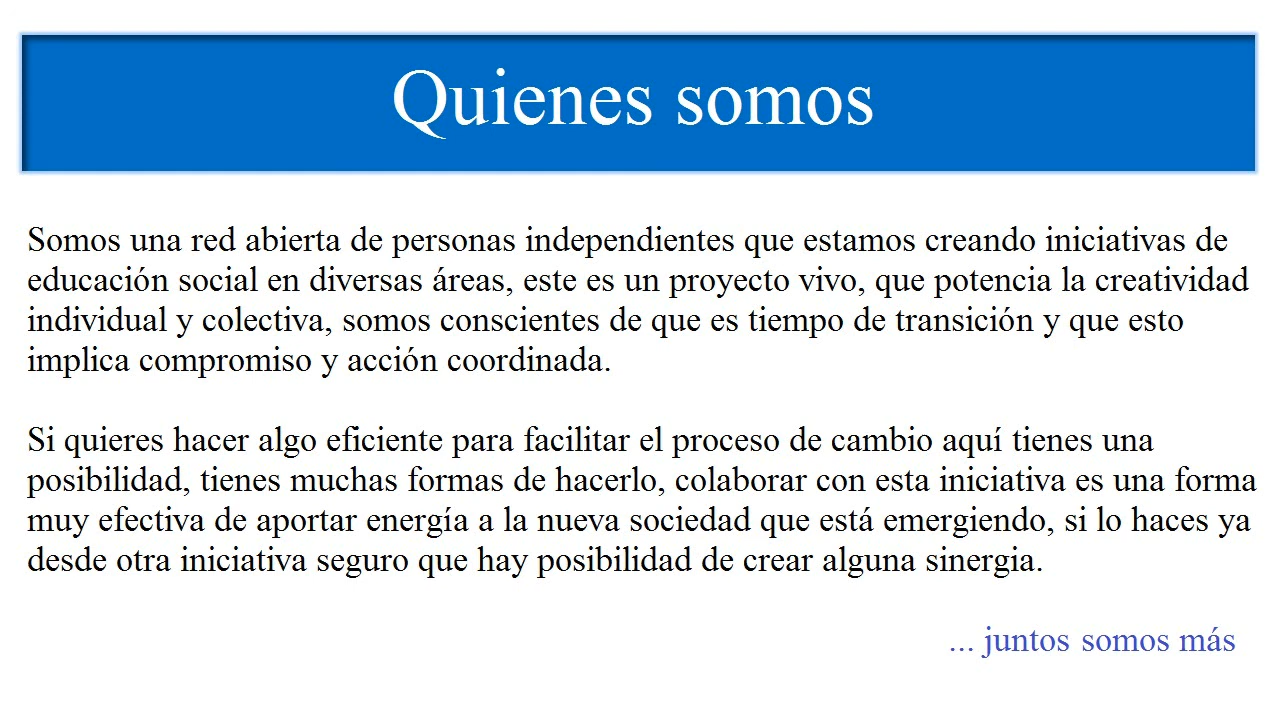 Quienes somos
Somos una red abierta de personas independientes que estamos creando iniciativas de
educación social en diversas áreas, este es un proyecto vivo, que potencia la creatividad
individual y colectiva, somos conscientes de que es tiempo de transición y que esto
implica compromiso y acción coordinada.
Si quieres hacer algo eficiente para facilitar el proceso de cambio aquí tienes una
posibilidad, tienes muchas formas de hacerlo, colaborar con esta iniciativa es una forma
muy efectiva de aportar energía a la nueva sociedad que está emergiendo, si lo haces ya
desde otra iniciativa seguro que hay posibilidad de crear alguna sinergia.
... juntos somos más